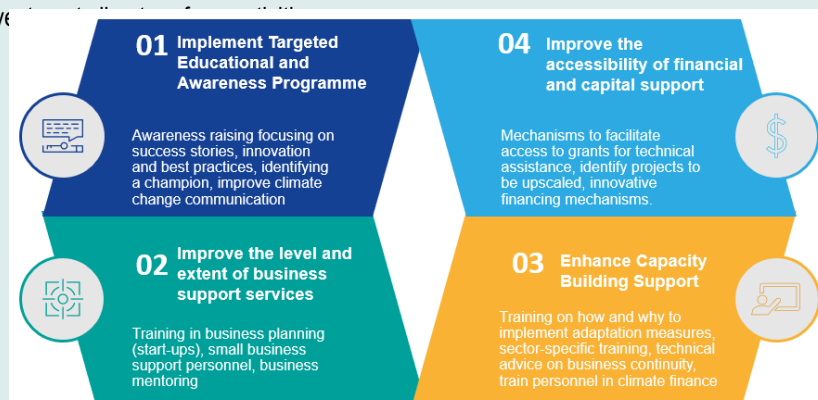 01 Implement Targeted
Educational and
Awareness Programme
Awareness raising focusing on
success stories, innovation
and best practices, identifying
a champion, improve climate
change communication
04 Improve the
accessibility of financial
and capital support
Mechanisms to facilitate
access to grants for technical
assistance, identify projects to
be upscaled, innovative
financing mechanisms.
02 Improve the level and
extent of business
support services
Training in business planning
(start-ups), small business
support personnel, business
mentoring
03 Enhance Capacity
Building Support
Training on how and why to
implement adaptation measures,
sector-specific training, technical
advice on business continuity,
train personnel in climate finance